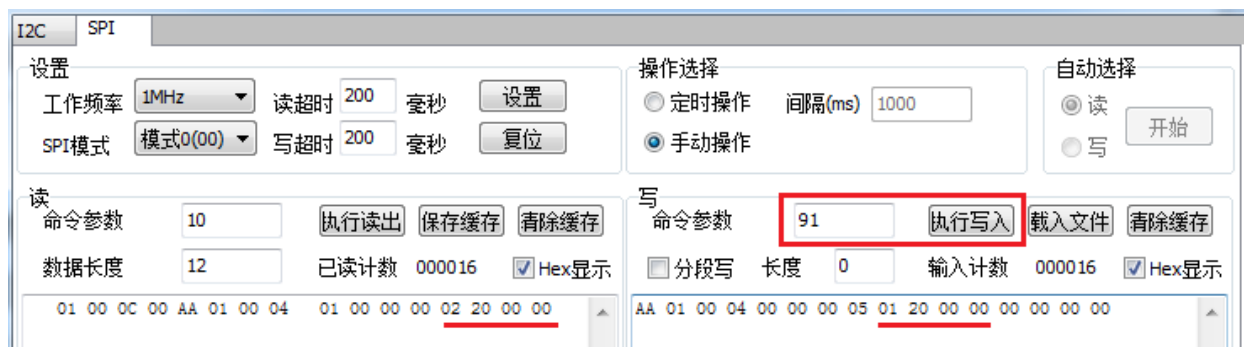 I2C SPI
设置 操作选择 自动选择
工作频率 1MHz 读超时 200 毫秒 设置 定时操作 间隔(ms) 1000 读 开始
SPI模式 模式0(00) 写超时 200 毫秒 复位 手动操作 写
读 写
命令参数 10 执行读出 保存缓存 清除缓存 命令参数 91 执行写入 载入文件 清除缓存
数据长度 12 已读计数 000016 Hex显示 分段写 长度 0 输入计数 000016 Hex显示
01 00 0C 00 AA 01 00 04 01 00 00 00 02 20 00 00 AA 01 00 04 00 00 00 05 01 20 00 00 00 00 00 00